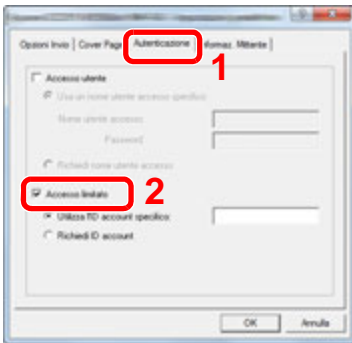 Opzioni Invio Cover Page Autenticazione Informaz. Mittente
1
Accesso utente
Usa un nome utente accesso specifico:
Nome utente accesso:
Password:
Richiedi nome utente accesso
Accesso limitato
2
Utilizza l'ID account specifico:
Richiedi ID account
OK Annulla